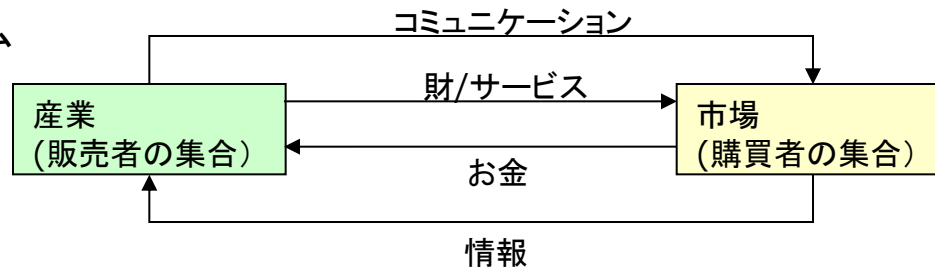 コミュニケーション
財/サービス
産業
(販売者の集合）
市場
(購買者の集合）
お金
情報